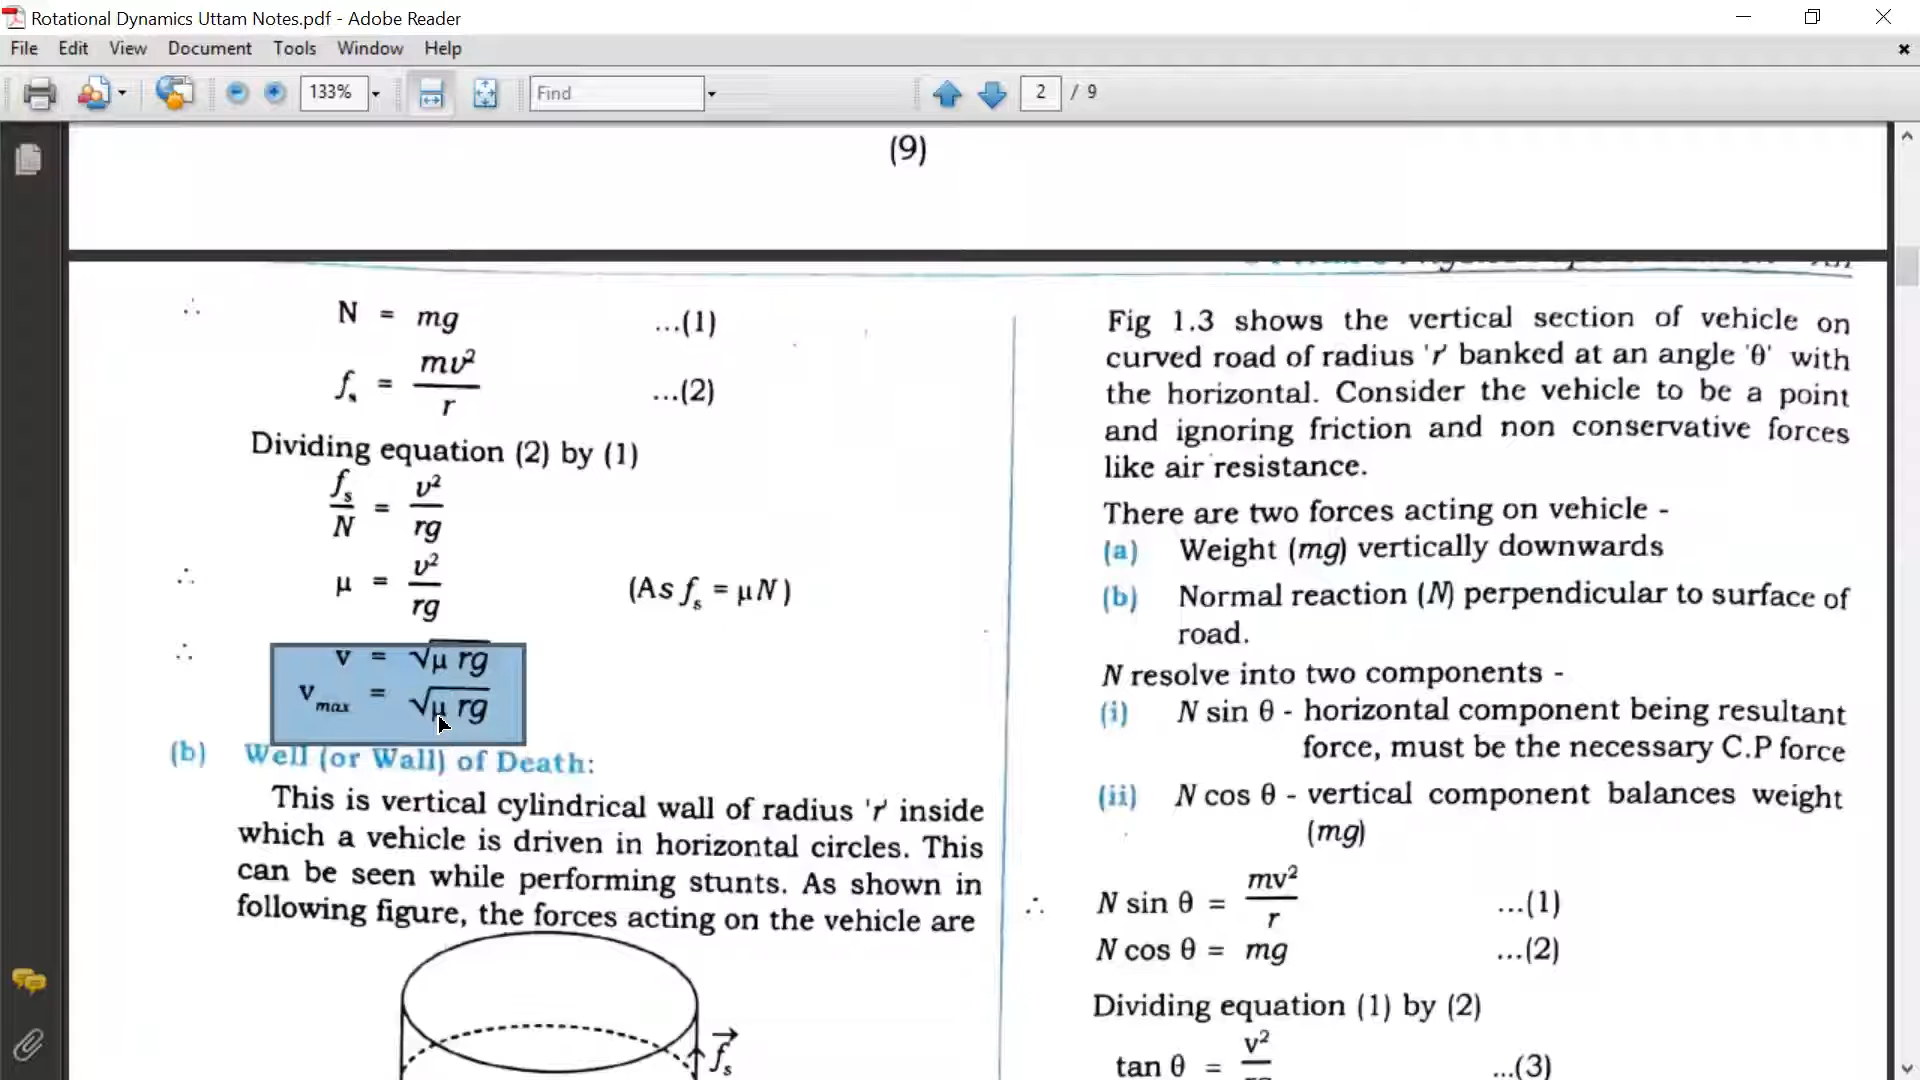 Rotational Dynamics Uttam Notes.pdf - Adobe Reader
File Edit View Document Tools Window Help
133%
Find
2 / 9
(9)
∴ N = mg ...(1)
fs = mv²/r ...(2)
Dividing equation (2) by (1)
fs/N = v²/rg
∴ μ = v²/rg (As fs = μN)
∴ v = √μ rg
vmax = √μ rg
(b) Well (or Wall) of Death:
This is vertical cylindrical wall of radius 'r' inside
which a vehicle is driven in horizontal circles. This
can be seen while performing stunts. As shown in
following figure, the forces acting on the vehicle are
fs
Fig 1.3 shows the vertical section of vehicle on
curved road of radius 'r' banked at an angle 'θ' with
the horizontal. Consider the vehicle to be a point
and ignoring friction and non conservative forces
like air resistance.
There are two forces acting on vehicle -
(a) Weight (mg) vertically downwards
(b) Normal reaction (N) perpendicular to surface of
road.
N resolve into two components -
(i) N sin θ - horizontal component being resultant
force, must be the necessary C.P force
(ii) N cos θ - vertical component balances weight
(mg)
∴ N sin θ = mv²/r ...(1)
N cos θ = mg ...(2)
Dividing equation (1) by (2)
tan θ = v² ...(3)